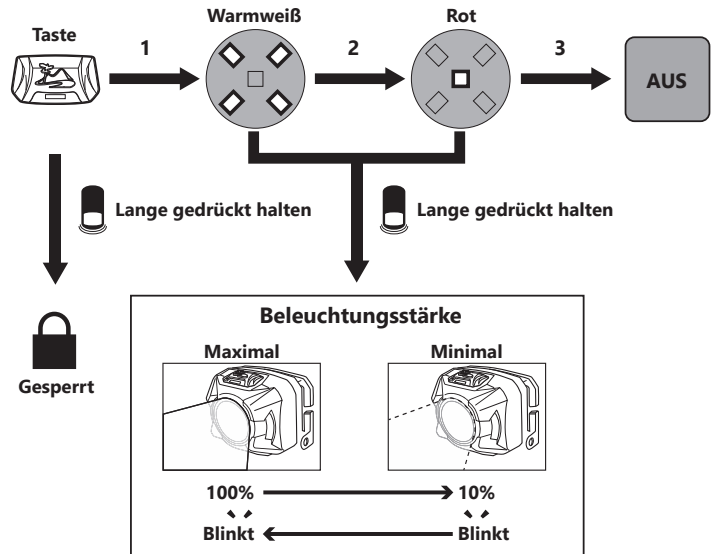 Warmweiß
Rot
Taste
1
2
3
AUS
Lange gedrückt halten
Lange gedrückt halten
Gesperrt
Beleuchtungsstärke
Maximal
Minimal
100%
10%
Blinkt
Blinkt